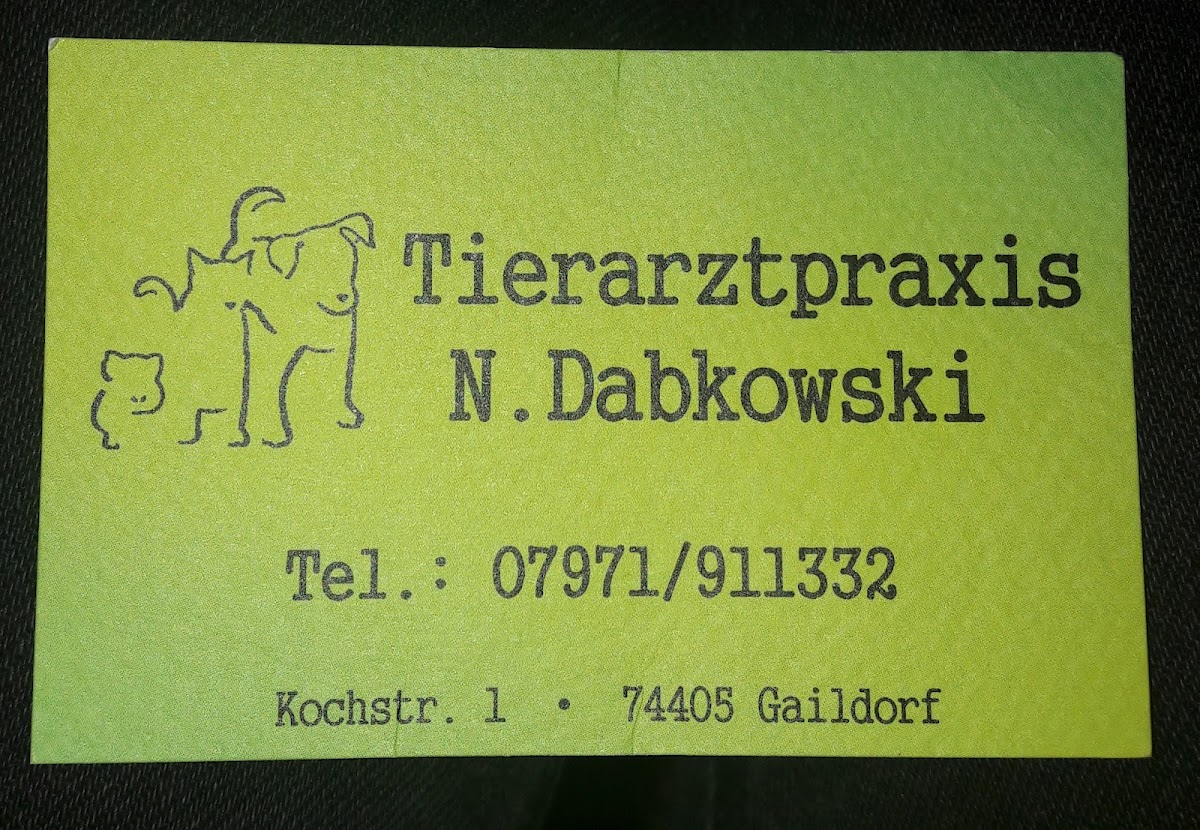 Tierarztpraxis
N.Dabkowski
Tel.: 07971/911332
Kochstr. 1 • 74405 Gaildorf